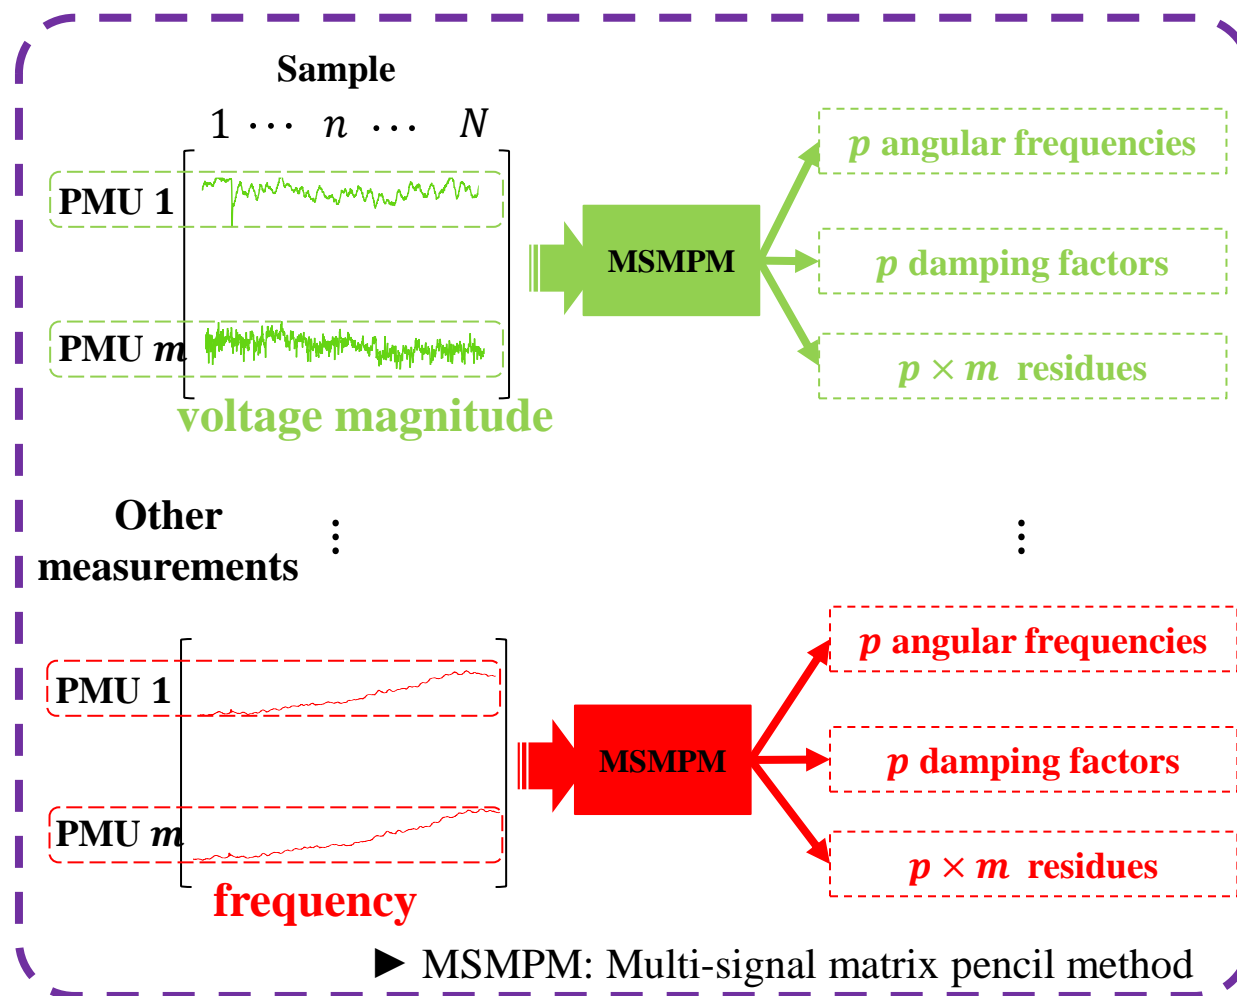 Sample
1 ··· n ··· N
PMU 1
PMU m
voltage magnitude
MSMPM
p angular frequencies
p damping factors
p × m residues
Other
measurements
⋮
⋮
PMU 1
PMU m
frequency
MSMPM
p angular frequencies
p damping factors
p × m residues
► MSMPM: Multi-signal matrix pencil method